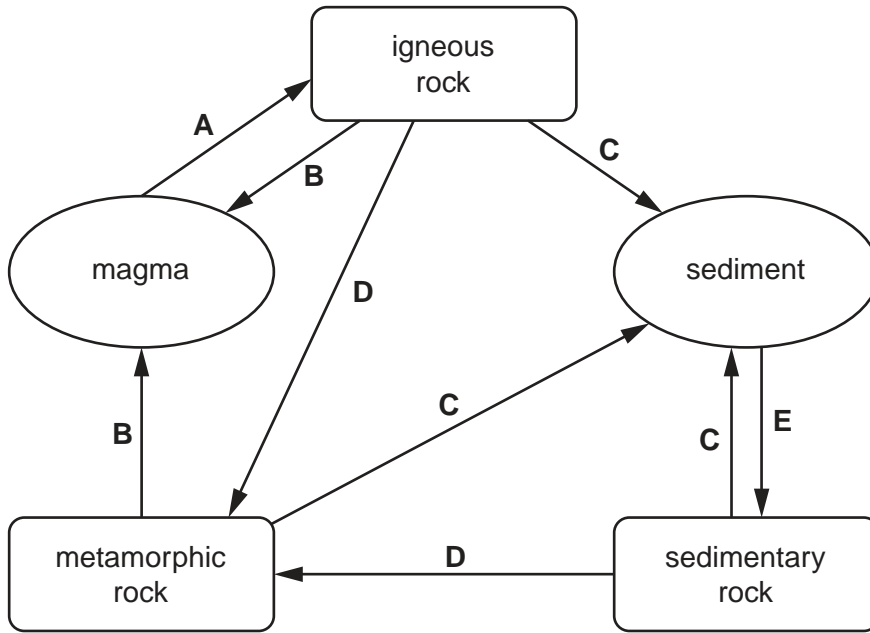 igneous
rock
A
B
C
magma
D
sediment
B
C
C
E
metamorphic
rock
D
sedimentary
rock